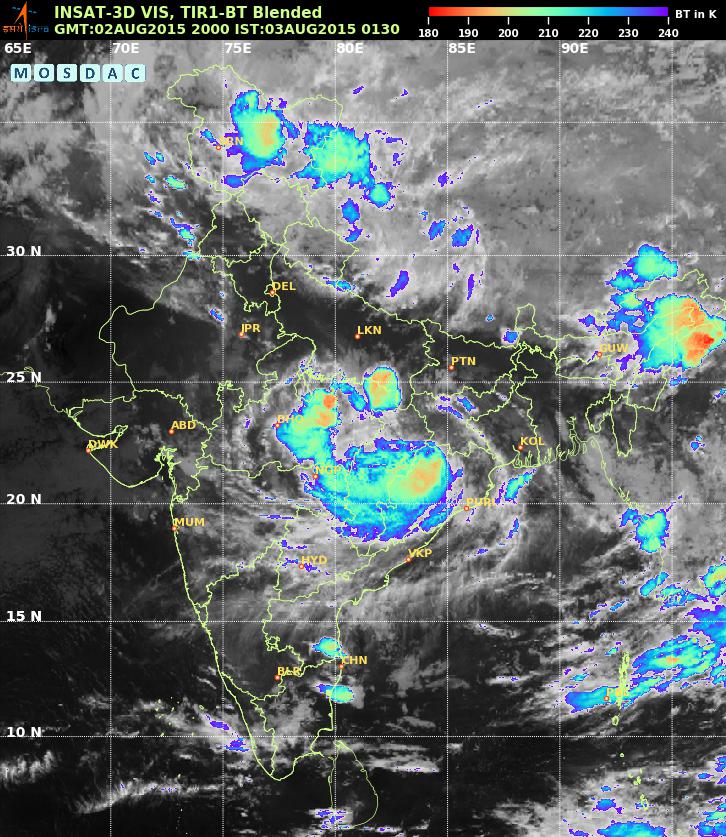 INSAT-3D VIS, TIR1-BT Blended
GMT:02AUG2015 2000 IST:03AUG2015 0130
BT in K
180 190 200 210 220 230 240
65E 70E 75E 80E 85E 90E
MOSDAC
30 N
DEL
JPR
LKN
GUW
PTN
25 N
ABD
KOL
DWK
NGP
20 N
PURI
MUM
VKP
HYD
15 N
CHN
BLR
10 N